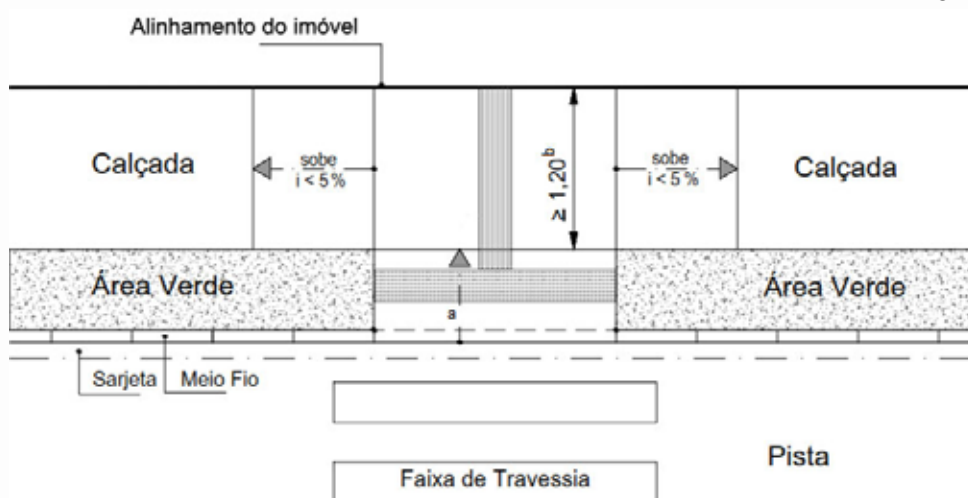 Alinhamento do imóvel
Calçada
sobe
i < 5 %
≥ 1,20ᵇ
sobe
i < 5 %
Calçada
Área Verde
a
Área Verde
Sarjeta
Meio Fio
Pista
Faixa de Travessia